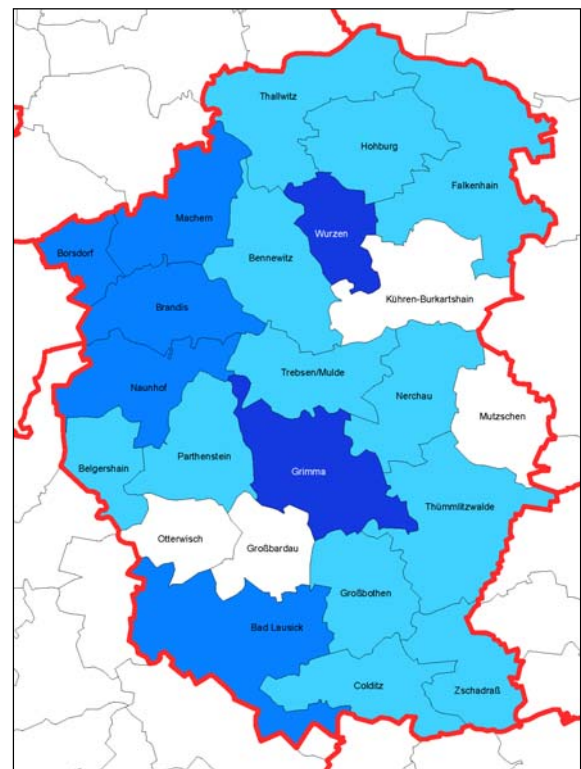 Thallwitz
Hohburg
Falkenhain
Machern
Wurzen
Borsdorf
Bennewitz
Kühren-Burkartshain
Brandis
Trebsen/Mulde
Naunhof
Nerchau
Mutzschen
Parthenstein
Belgershain
Grimma
Thümmlitzwalde
Otterwisch
Großbardau
Großbothen
Bad Lausick
Colditz
Zschadraß